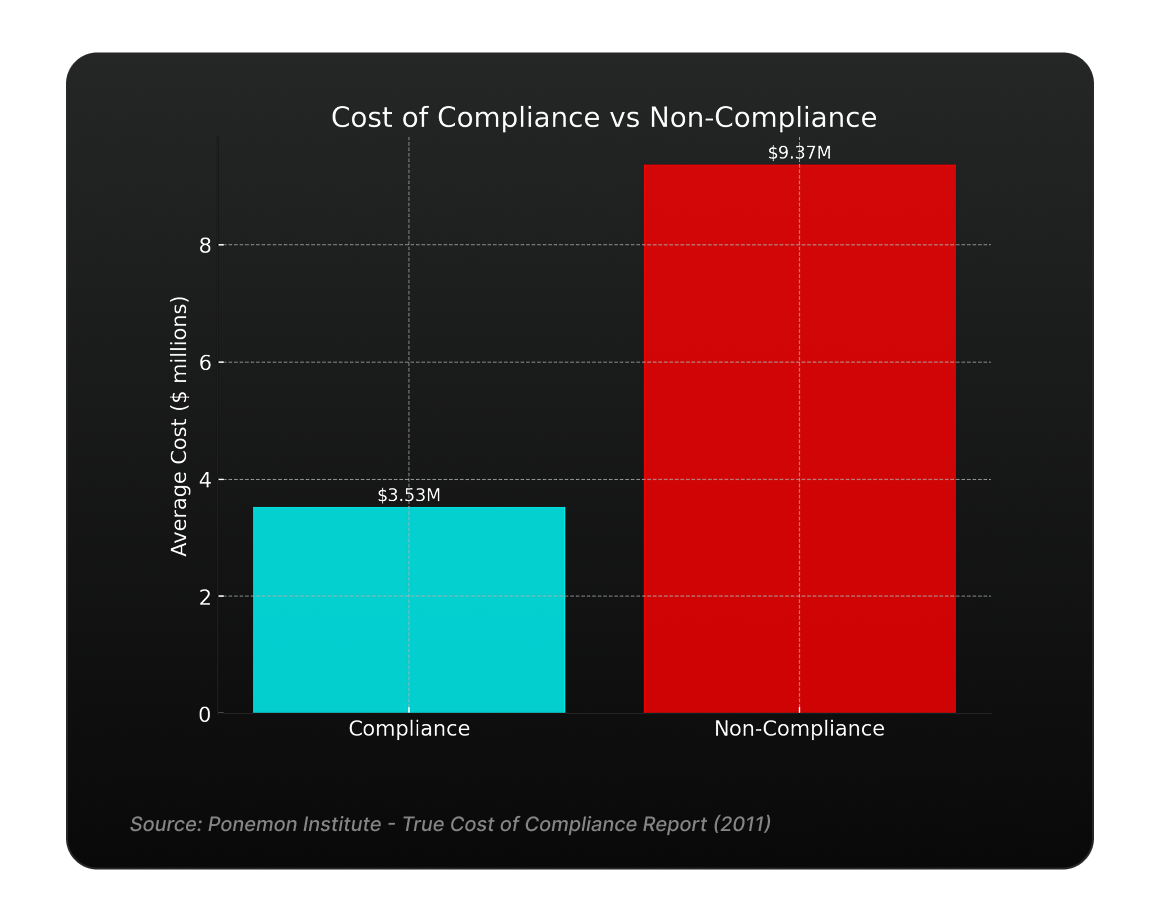 Cost of Compliance vs Non-Compliance
$9.37M
8
6
Average Cost ($ millions)
4
$3.53M
2
0
Compliance
Non-Compliance
Source: Ponemon Institute - True Cost of Compliance Report (2011)